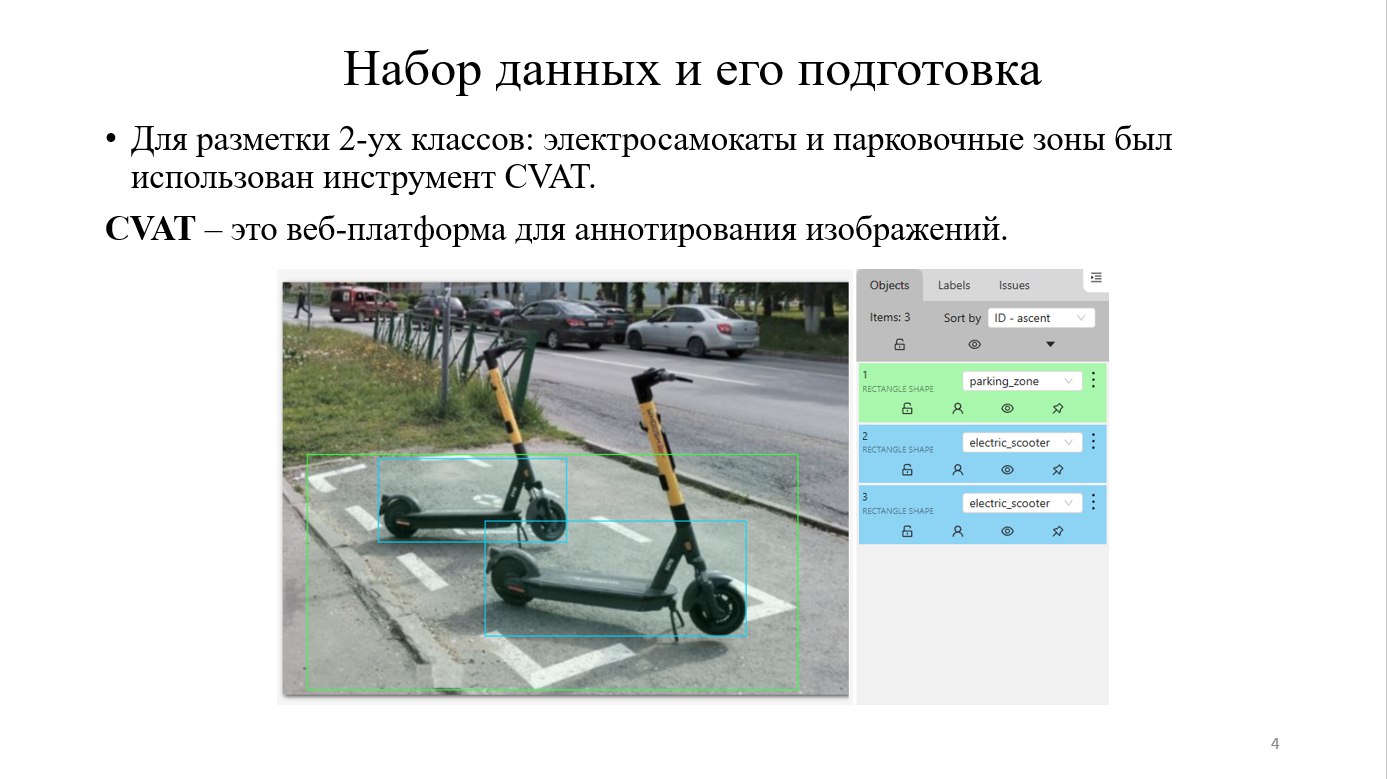 Набор данных и его подготовка
• Для разметки 2-ух классов: электросамокаты и парковочные зоны был
использован инструмент CVAT.
CVAT – это веб-платформа для аннотирования изображений.
Objects Labels Issues
Items: 3 Sort by ID - ascent
1 parking_zone
RECTANGLE SHAPE
2 electric_scooter
RECTANGLE SHAPE
3 electric_scooter
RECTANGLE SHAPE
4